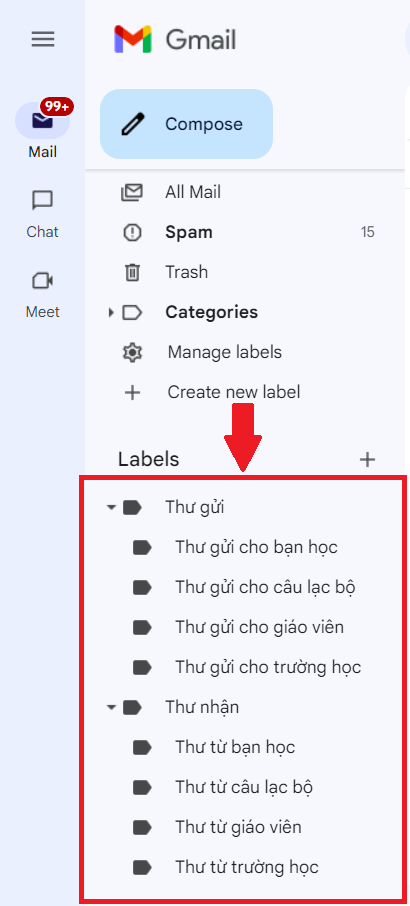 Gmail
99+
Mail
Chat
Meet
Compose
All Mail
Spam 15
Trash
Categories
Manage labels
Create new label
Labels
Thư gửi
Thư gửi cho bạn học
Thư gửi cho câu lạc bộ
Thư gửi cho giáo viên
Thư gửi cho trường học
Thư nhận
Thư từ bạn học
Thư từ câu lạc bộ
Thư từ giáo viên
Thư từ trường học